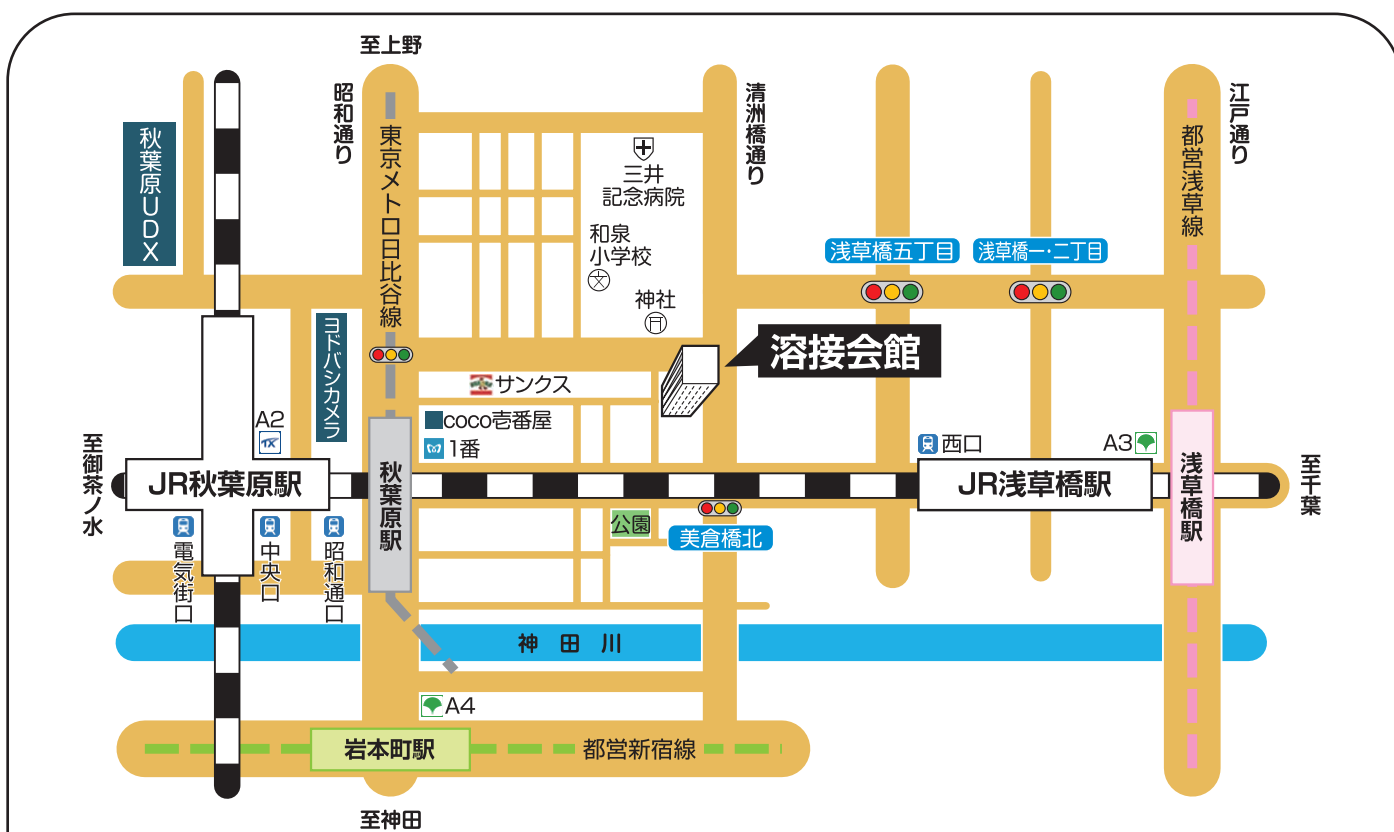 至上野
昭和通り
清洲橋通り
江戸通り
秋葉原UDX
東京メトロ日比谷線
都営浅草線
三井
記念病院
和泉
小学校
文
神社
浅草橋五丁目
浅草橋一・二丁目
ヨドバシカメラ
溶接会館
サンクス
A2
TX
coco壱番屋
1番
西口
A3
至御茶ノ水
JR秋葉原駅
秋葉原駅
JR浅草橋駅
浅草橋駅
至千葉
電気街口
中央口
昭和通口
公園
美倉橋北
神田川
A4
岩本町駅
都営新宿線
至神田